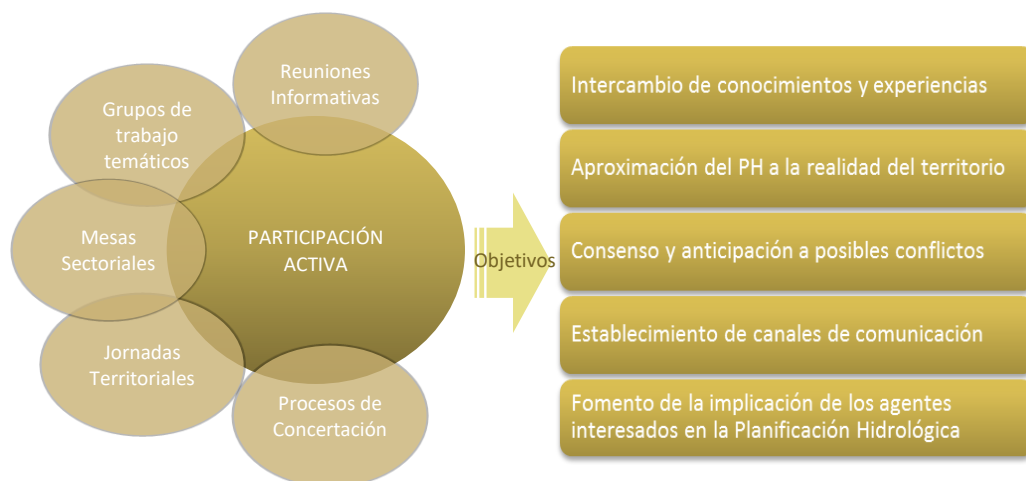 Reuniones
Informativas
Grupos de
trabajo
temáticos
Mesas
Sectoriales
Jornadas
Territoriales
Procesos de
Concertación
PARTICIPACIÓN
ACTIVA
Objetivos
Intercambio de conocimientos y experiencias
Aproximación del PH a la realidad del territorio
Consenso y anticipación a posibles conflictos
Establecimiento de canales de comunicación
Fomento de la implicación de los agentes
interesados en la Planificación Hidrológica